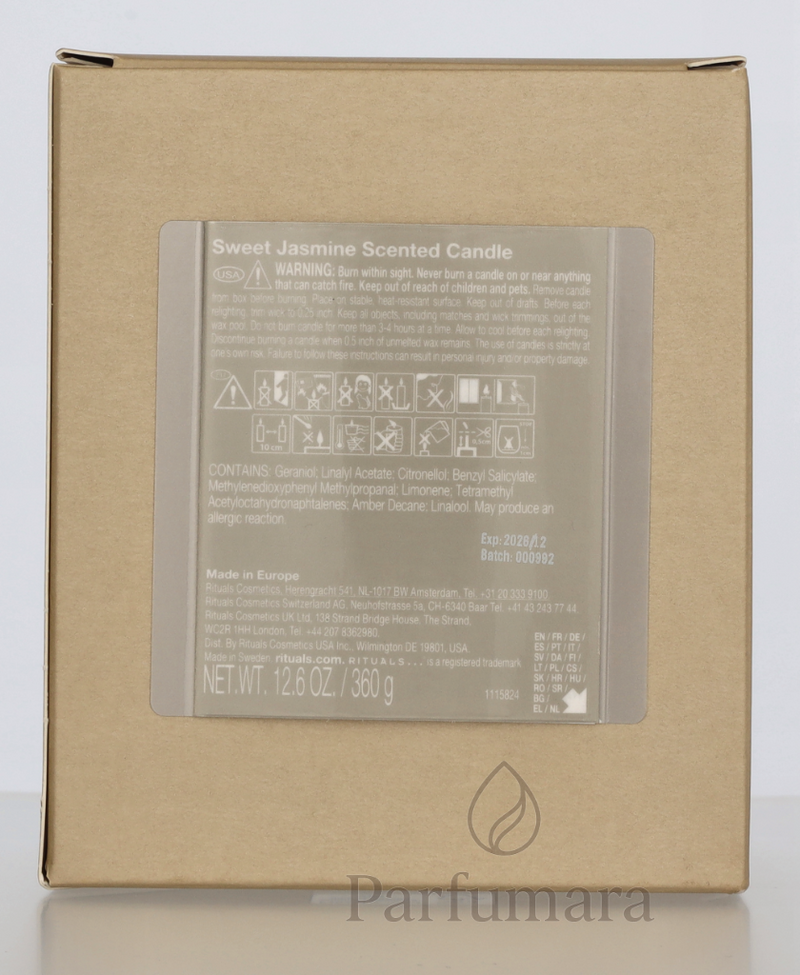 Sweet Jasmine Scented Candle
USA WARNING: Burn within sight. Never burn a candle on or near anything
that can catch fire. Keep out of reach of children and pets. Remove candle
from box before burning. Place on stable, heat-resistant surface. Keep out of drafts. Before each
relighting, trim wick to 0.25 inch. Keep all objects, including matches and wick trimmings, out of the
wax pool. Do not burn candle for more than 3-4 hours at a time. Allow to cool before each relighting.
Discontinue burning a candle when 0.5 inch of unmelted wax remains. The use of candles is strictly at
one's own risk. Failure to follow these instructions can result in personal injury and/or property damage.
10 cm
CONTAINS: Geraniol; Linalyl Acetate; Citronellol; Benzyl Salicylate;
Methylenedioxyphenyl Methylpropanal; Limonene; Tetramethyl
Acetyloctahydronaphtalenes; Amber Decane; Linalool. May produce an
allergic reaction.
Exp: 2028/12
Batch: 000982
Made in Europe
Rituals Cosmetics, Herengracht 541, NL-1017 BW Amsterdam, Tel. +31 20 333 9100.
Rituals Cosmetics Switzerland AG, Neuhofstrasse 5a, CH-6340 Baar Tel. +41 43 243 77 44.
Rituals Cosmetics UK Ltd, 138 Strand Bridge House, The Strand,
WC2R 1HH London, Tel. +44 207 8362980.
Dist. By Rituals Cosmetics USA Inc., Wilmington DE 19801, USA.
Made in Sweden rituals.com. RITUALS... is a registered trademark
NET.WT. 12.6 OZ. / 360 g
1115824
EN / FR / DE /
ES / PT / IT /
SV / DA / FI /
LT / PL / CS /
SK / HR / HU /
RO / SR /
BG /
EL / NL
Parfumara